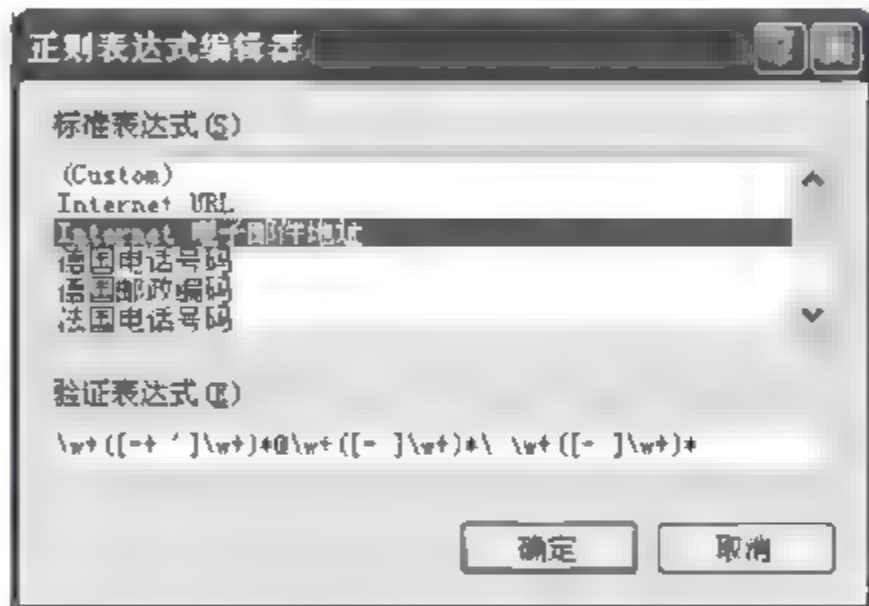 正则表达式编辑器
标准表达式(S)
(Custom)
Internet URL
Internet 电子邮件地址
德国电话号码
德国邮政编码
法国电话号码
验证表达式(E)
\w+([-+ ']\w+)*@\w+([- ]\w+)*\ \w+([- ]\w+)*
确定
取消